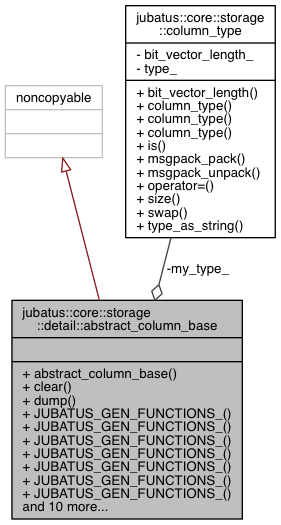 jubatus::core::storage
::column_type
- bit_vector_length_
- type_
+ bit_vector_length()
+ column_type()
+ column_type()
+ column_type()
+ is()
+ msgpack_pack()
+ msgpack_unpack()
+ operator=()
+ size()
+ swap()
+ type_as_string()
noncopyable
-my_type_
jubatus::core::storage
::detail::abstract_column_base
+ abstract_column_base()
+ clear()
+ dump()
+ JUBATUS_GEN_FUNCTIONS_()
+ JUBATUS_GEN_FUNCTIONS_()
+ JUBATUS_GEN_FUNCTIONS_()
+ JUBATUS_GEN_FUNCTIONS_()
+ JUBATUS_GEN_FUNCTIONS_()
+ JUBATUS_GEN_FUNCTIONS_()
+ JUBATUS_GEN_FUNCTIONS_()
and 10 more...